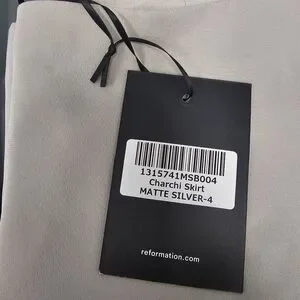 1315741MSB004
Charchi Skirt
MATTE SILVER-4
reformation.com